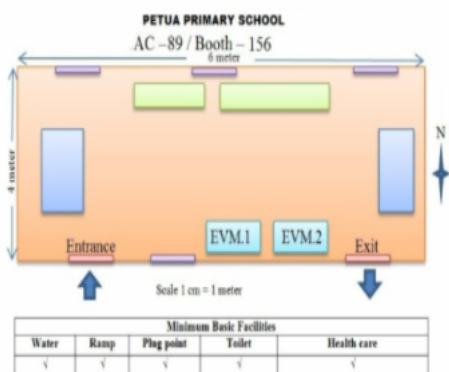 PETUA PRIMARY SCHOOL
AC –89 / Booth – 156
6 meter
4 meter
N
EVM.1 EVM.2
Entrance Exit
Scale 1 cm = 1 meter
Minimum Basic Facilities
Water Ramp Plug point Toilet Health care
√ √ √ √ √